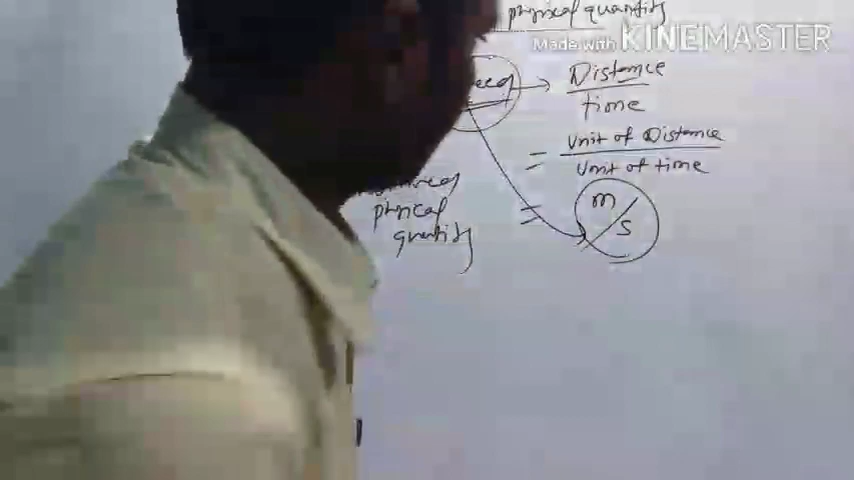 physical quantity
Made with KINEMASTER
Distance
time
= Unit of Distance
Unit of time
= m/s
physical
quantity